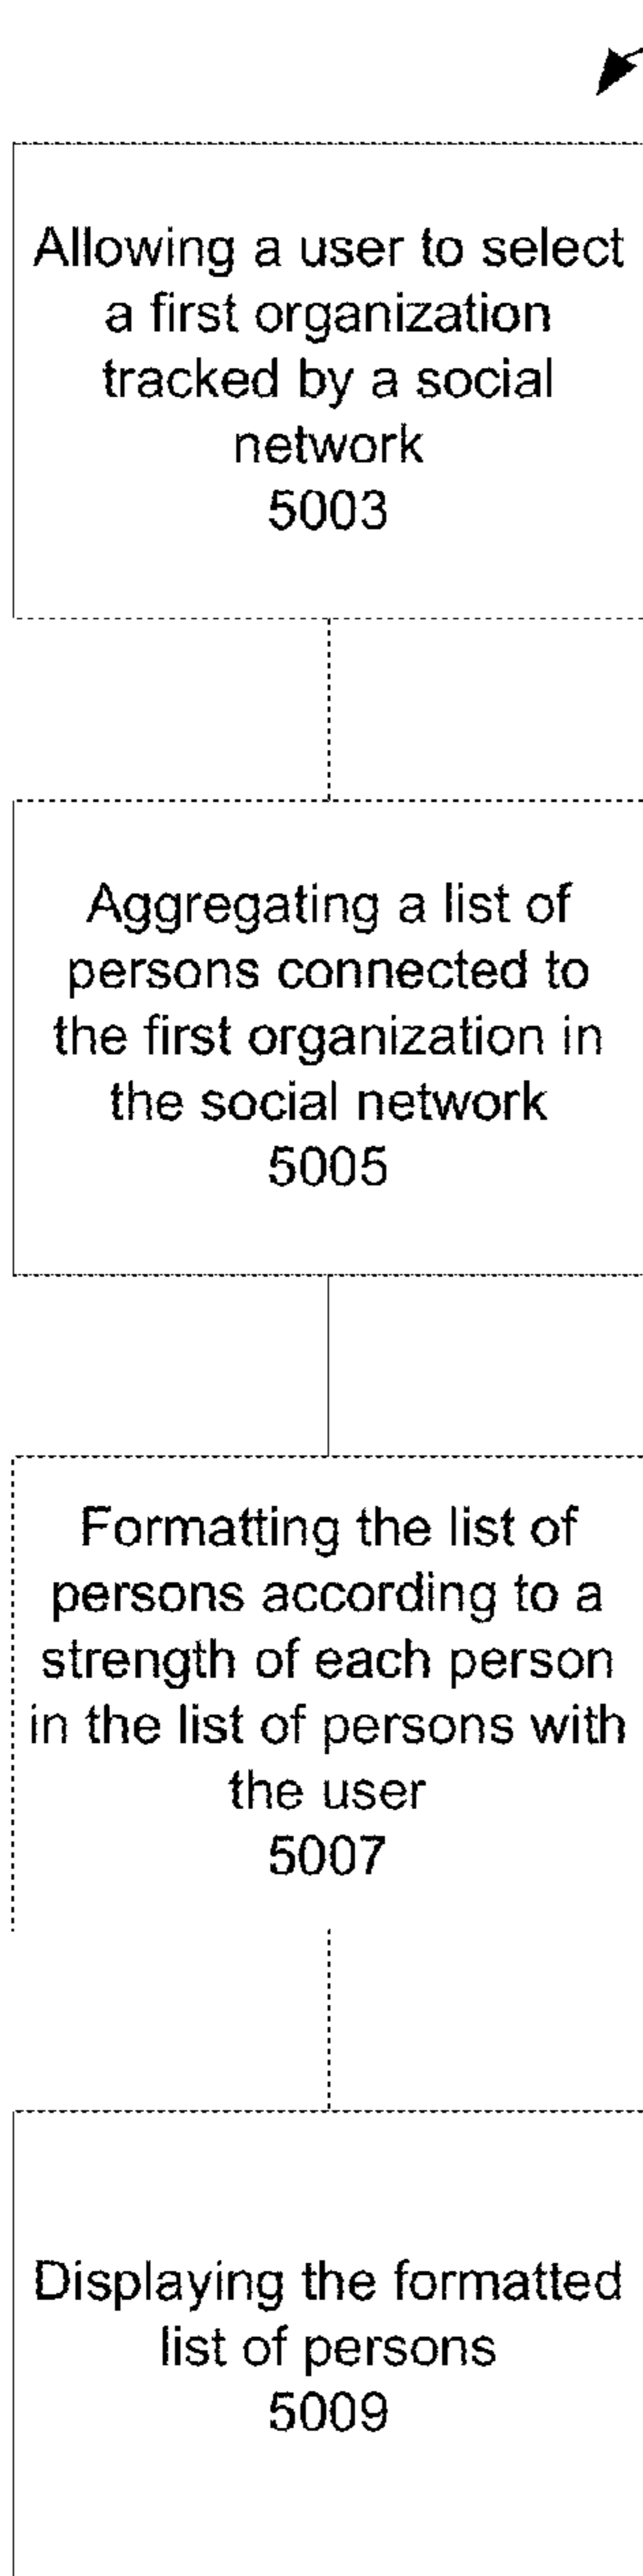 Allowing a user to select
a first organization
tracked by a social
network
5003
Aggregating a list of
persons connected to
the first organization in
the social network
5005
Formatting the list of
persons according to a
strength of each person
in the list of persons with
the user
5007
Displaying the formatted
list of persons
5009